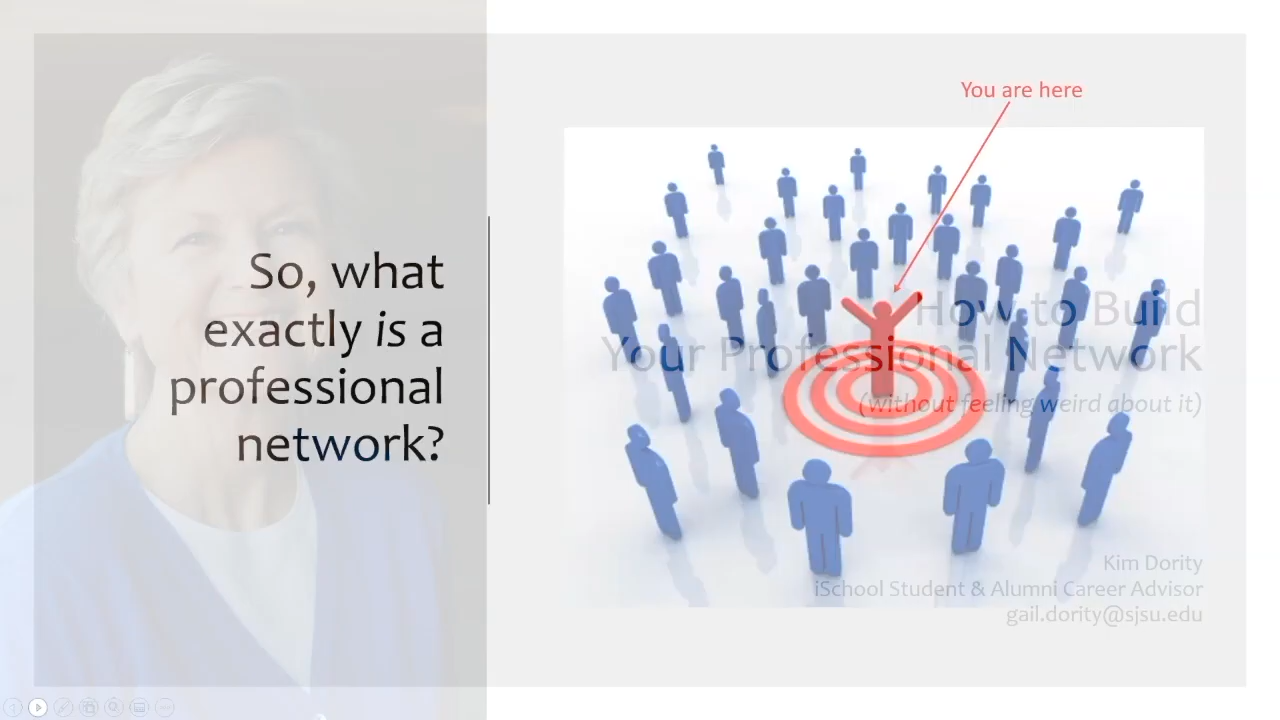 So, what
exactly is a
professional
network?
You are here
How to Build
Your Professional Network
(without feeling weird about it)
Kim Dority
iSchool Student & Alumni Career Advisor
gail.dority@sjsu.edu